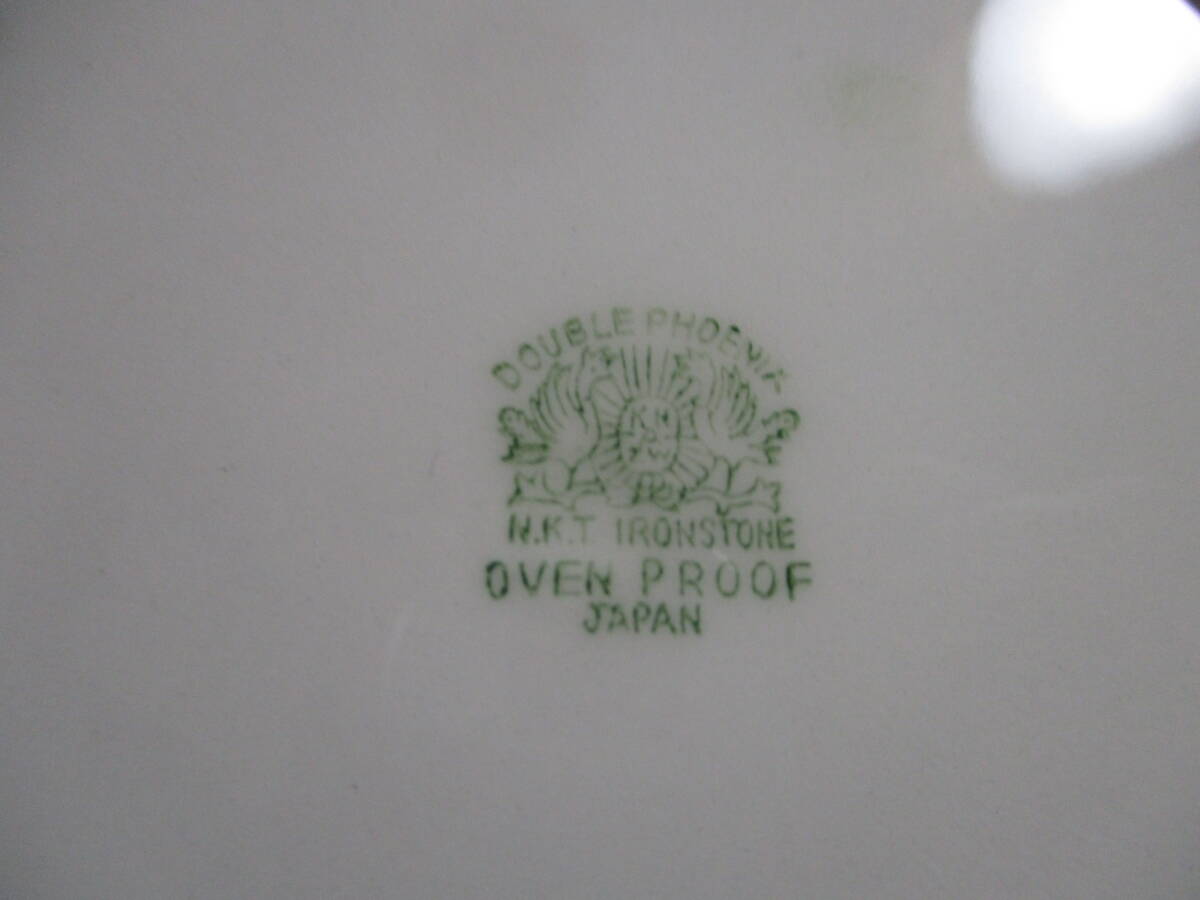 DOUBLE PHOENIX
N.K.T IRONSTONE
OVEN PROOF
JAPAN